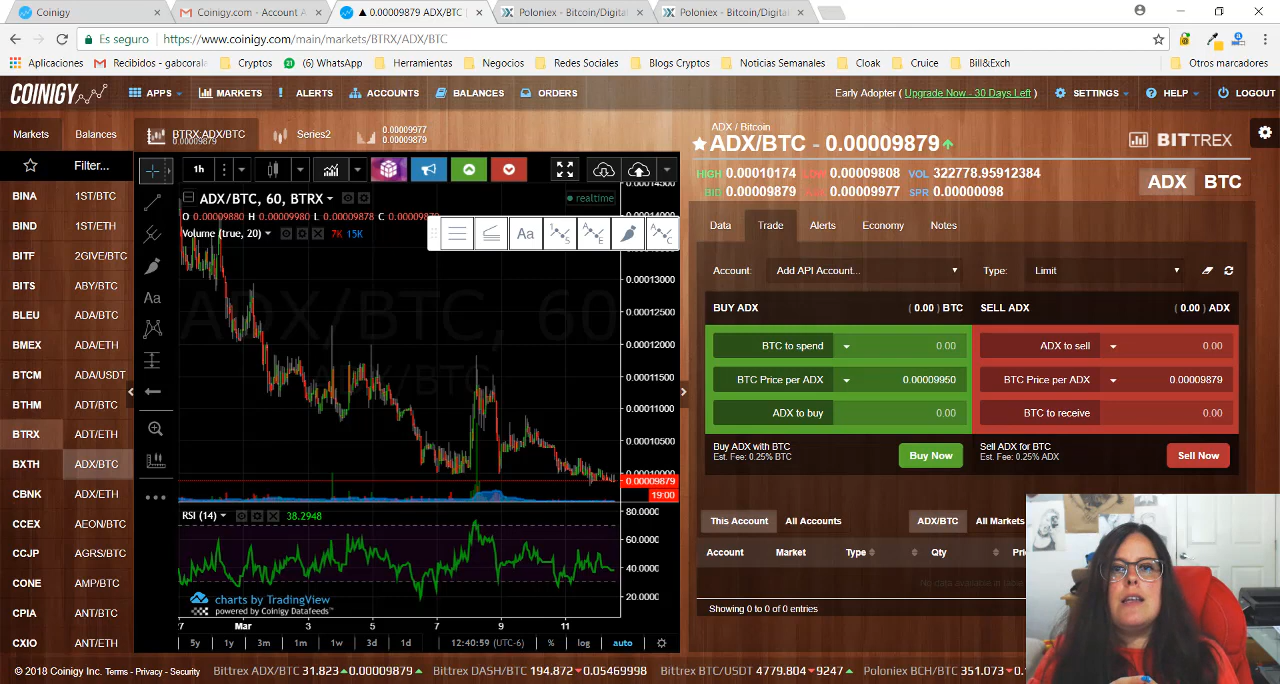 Coinigy
Coinigy.com - Account A
▲ 0.00009879 ADX/BTC
Poloniex - Bitcoin/Digita
Poloniex - Bitcoin/Digita
Es seguro
https://www.coinigy.com/main/markets/BTRX/ADX/BTC
Aplicaciones
Recibidos - gabcorala
Cryptos
(6) WhatsApp
Herramientas
Negoc
Redes Sociales
Blogs Crypto
Noticias Semanales
Cloak
Cruice
Bill&Exch
Otros marcadores
COINIGY
APPS
MARKETS
ALERTS
ACCOUNTS
BALANCES
ORDERS
Early Adopter ( Upgrade Now - 30 Days Left )
SETTINGS
HELP
LOGOUT
Markets
Balances
BTRX:ADX/BTC
0.00009879
Series2
0.00009977
0.00009879
ADX / Bitcoin
ADX/BTC - 0.00009879
BITTREX
HIGH 0.00010174 LOW 0.00009808 VOL 322778.95912384
BID 0.00009879 0.00009977 SPR 0.00000098
ADX BTC
Filter...
1h
BINA 1ST/BTC
BIND 1ST/ETH
BITF 2GIVE/BTC
BITS ABY/BTC
BLEU ADA/BTC
BMEX ADA/ETH
BTCM ADA/USDT
BTHM ADT/BTC
BTRX ADT/ETH
BXTH ADX/BTC
CBNK ADX/ETH
CCEX AEON/BTC
CCJP AGRS/BTC
CONE AMP/BTC
CPIA ANT/BTC
CXIO ANT/ETH
Aa
ADX/BTC, 60, BTRX
realtime
O 0.00009880 H 0.00009980 L 0.00009878 C 0.00009879
Volume (true, 20) 7K 15K
Aa
ADX/BTC, 60
0.00014500
0.00013000
0.00012500
0.00012000
0.00011500
0.00011000
0.00010500
0.00010000
0.00009879
19:00
RSI (14) 38.2948
80.0000
60.0000
40.0000
20.0000
charts by TradingView
powered by Coinigy Datafeeds™
7 Mar 3 5 7 9 11
5y 1y 3m 1m 1w 3d 1d 12:40:59 (UTC-6) % log auto
Data
Trade
Alerts
Economy
Notes
Account: Add API Account...
Type: Limit
BUY ADX ( 0.00 ) BTC
SELL ADX ( 0.00 ) ADX
BTC to spend 0.00
BTC Price per ADX 0.00009950
ADX to buy 0.00
ADX to sell 0.00
BTC Price per ADX 0.00009879
BTC to receive 0.00
Buy ADX with BTC
Est. Fee: 0.25% BTC
Buy Now
Sell ADX for BTC
Est. Fee: 0.25% ADX
Sell Now
This Account
All Accounts
ADX/BTC
All Markets
Account Market Type Qty
No data available in table
Showing 0 to 0 of 0 entries
© 2018 Coinigy Inc. Terms - Privacy - Security
Bittrex ADX/BTC 31.823 0.00009879
Bittrex DASH/BTC 194.872 0.05469998
Bittrex BTC/USDT 4779.804 9247
Poloniex BCH/BTC 351.073